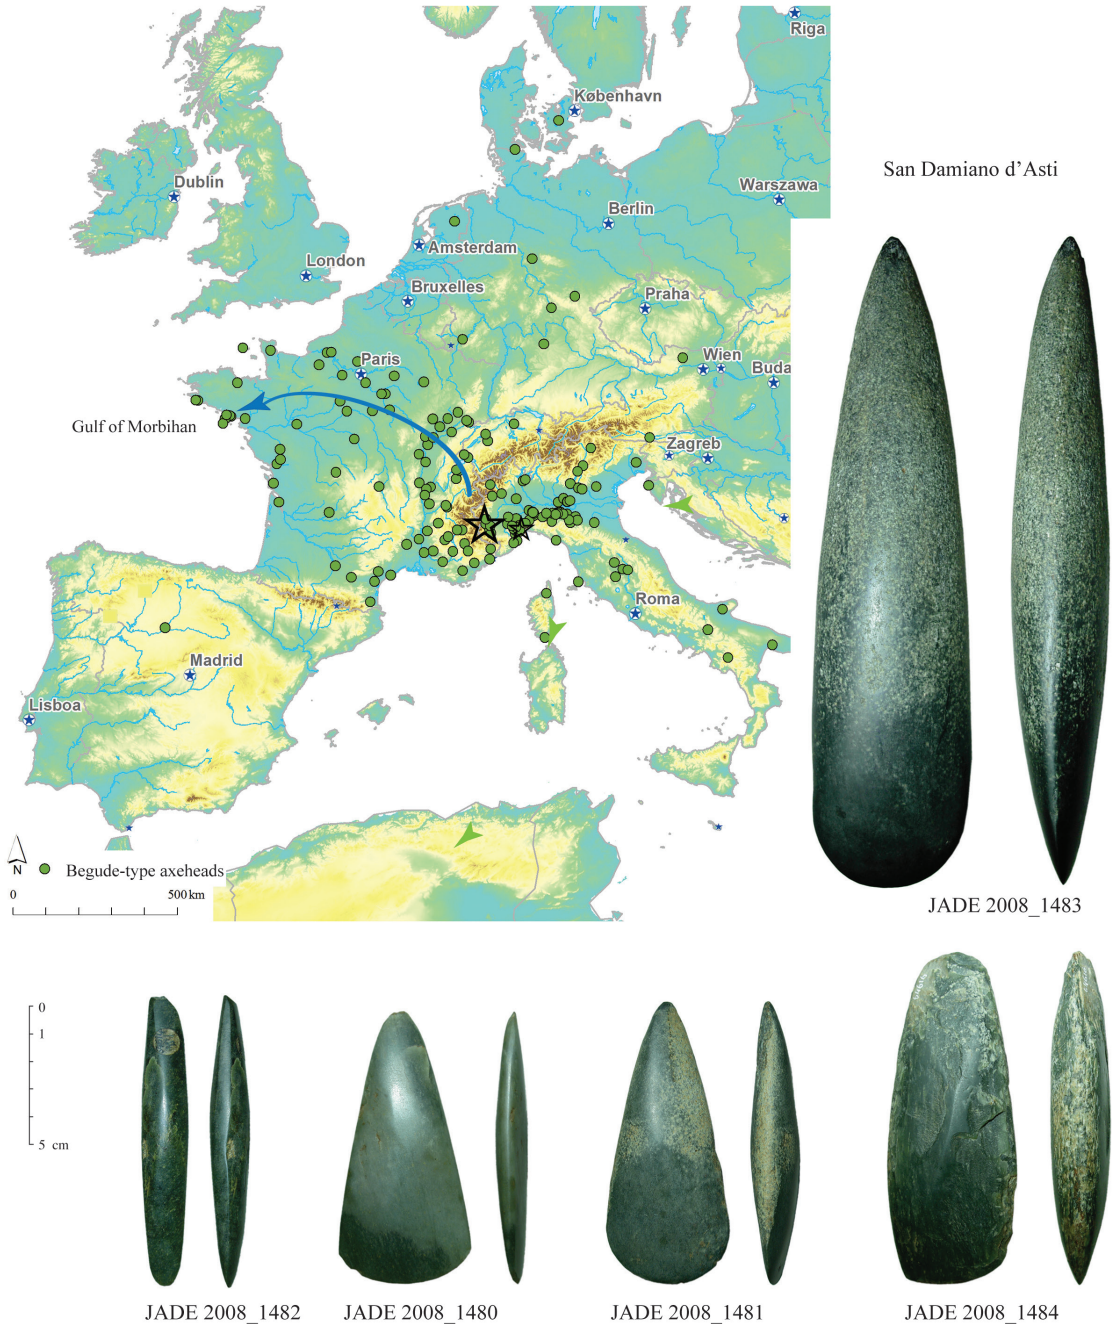 Riga
København
Dublin
Warszawa
Berlin
Amsterdam
London
Bruxelles
Praha
Paris
Wien
Buda
Gulf of Morbihan
Zagreb
Roma
Madrid
Lisboa
N
Begude-type axeheads
0 500 km
San Damiano d’Asti
JADE 2008_1483
0
1
5 cm
JADE 2008_1482
JADE 2008_1480
JADE 2008_1481
JADE 2008_1484